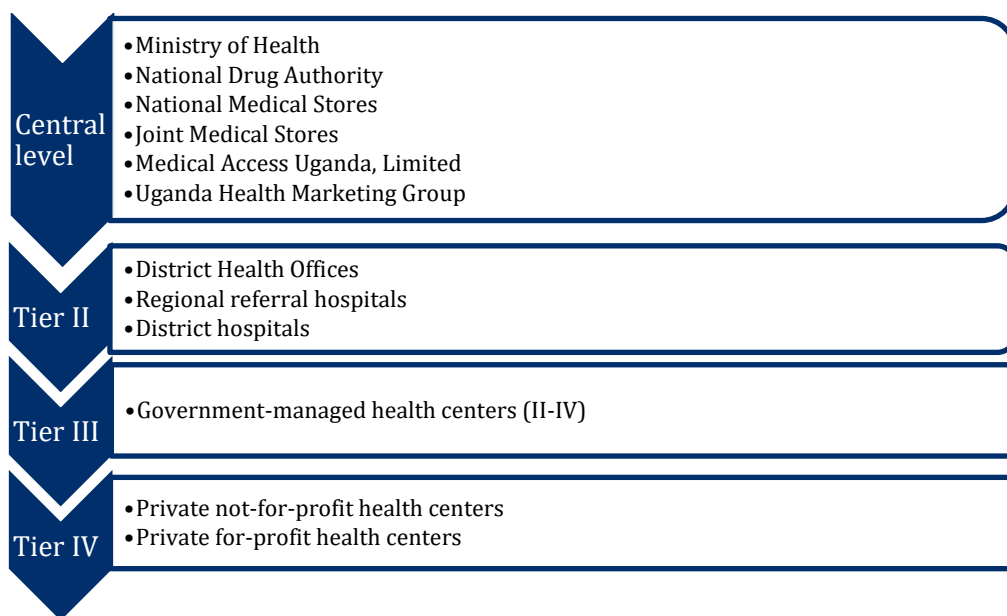 Central
level
•Ministry of Health
•National Drug Authority
•National Medical Stores
•Joint Medical Stores
•Medical Access Uganda, Limited
•Uganda Health Marketing Group
Tier II
•District Health Offices
•Regional referral hospitals
•District hospitals
Tier III
•Government-managed health centers (II-IV)
Tier IV
•Private not-for-profit health centers
•Private for-profit health centers